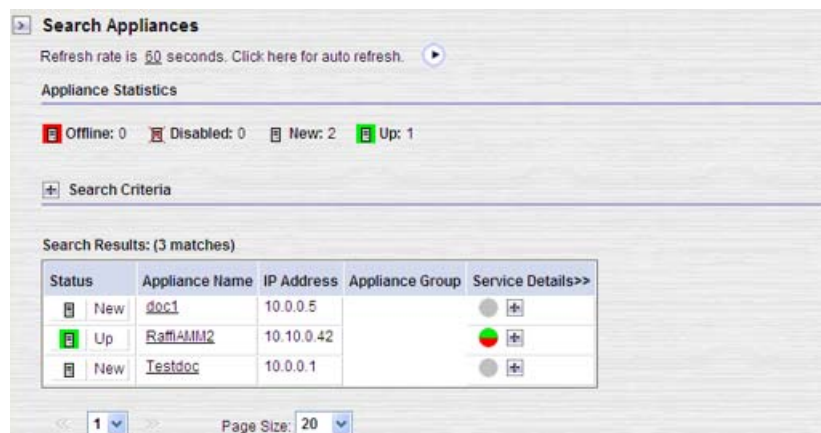 Search Appliances
Refresh rate is 60 seconds. Click here for auto refresh.
Appliance Statistics
Offline: 0 Disabled: 0 New: 2 Up: 1
Search Criteria
Search Results: (3 matches)
Status Appliance Name IP Address Appliance Group Service Details>>
New doc1 10.0.0.5
Up RaffiAMM2 10.10.0.42
New Testdoc 10.0.0.1
<< 1 >> Page Size: 20